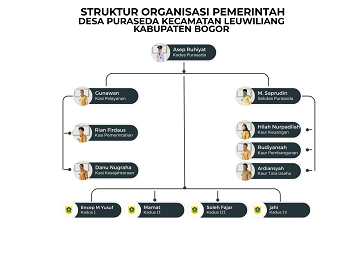 STRUKTUR ORGANISASI PEMERINTAH
DESA PURASEDA KECAMATAN LEUWILIANG
KABUPATEN BOGOR
Asep Ruhiyat
Kades Puraseda
Gunawan
Kasi Pelayanan
M. Saprudin
Sekdes Puraseda
Rian Firdaus
Kasi Pemerintahan
Hilah Nurpadilah
Kaur Keuangan
Rudiyansah
Kaur Pembangunan
Danu Nugraha
Kasi Kesejahteraan
Ardiansyah
Kaur Tata Usaha
Encep M Yusuf
Kadus I
Mamat
Kadus II
Soleh Fajar
Kadus III
jahi
Kadus IV